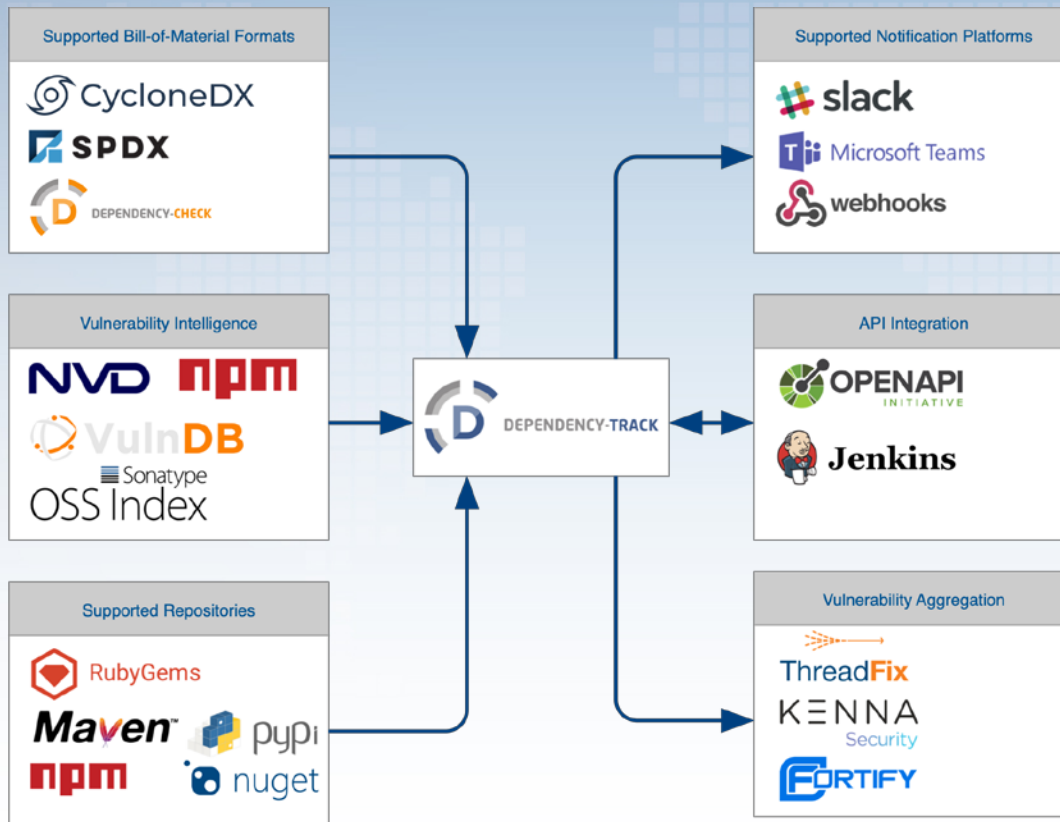 Supported Bill-of-Material Formats
CycloneDX
SPDX
D DEPENDENCY-CHECK
Vulnerability Intelligence
NVD npm
VulnDB
Sonatype
OSS Index
Supported Repositories
RubyGems
Maven™
pypi
npm
nuget
D DEPENDENCY-TRACK
Supported Notification Platforms
slack
T Microsoft Teams
webhooks
API Integration
OPENAPI
INITIATIVE
Jenkins
Vulnerability Aggregation
ThreadFix
KENNA
Security
FORTIFY